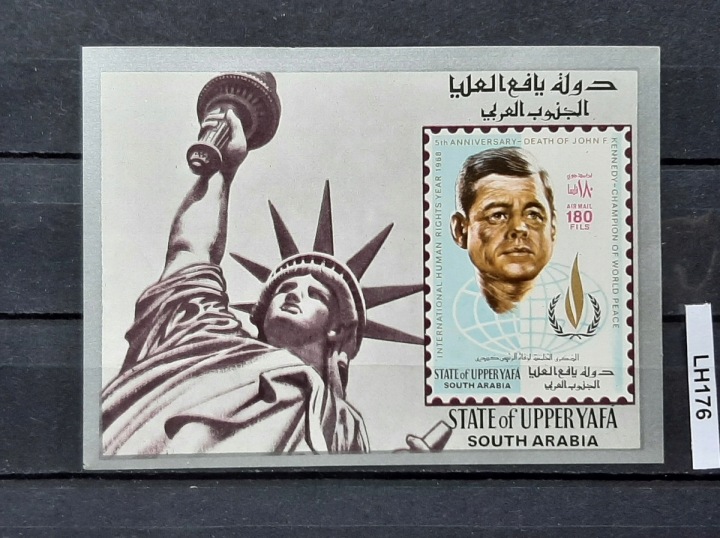 دولة يافع العليا
الجنوب العربي
5th ANNIVERSARY-DEATH OF JOHN F
KENNEDY-CHAMPION OF WORLD PEACE
INTERNATIONAL HUMAN RIGHTS YEAR 1968
١٨٠
AIR MAIL
180
FILS
STATE of UPPER YAFA
SOUTH ARABIA
دولة يافع العليا
الجنوب العربي
STATE of UPPER YAFÁ
SOUTH ARABIA
LH176